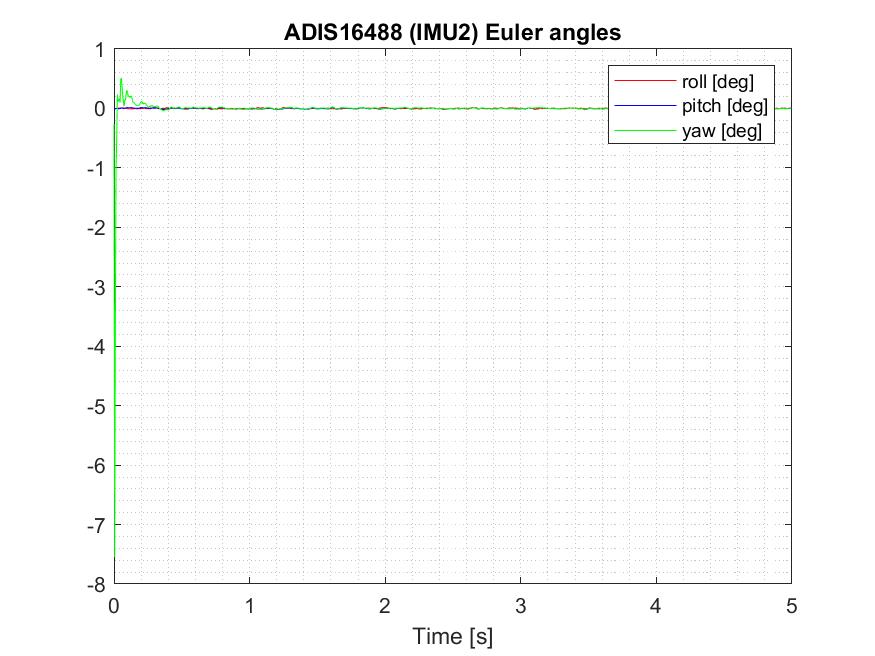 ADIS16488 (IMU2) Euler angles
1
0
-1
-2
-3
-4
-5
-6
-7
-8
roll [deg]
pitch [deg]
yaw [deg]
0 1 2 3 4 5
Time [s]